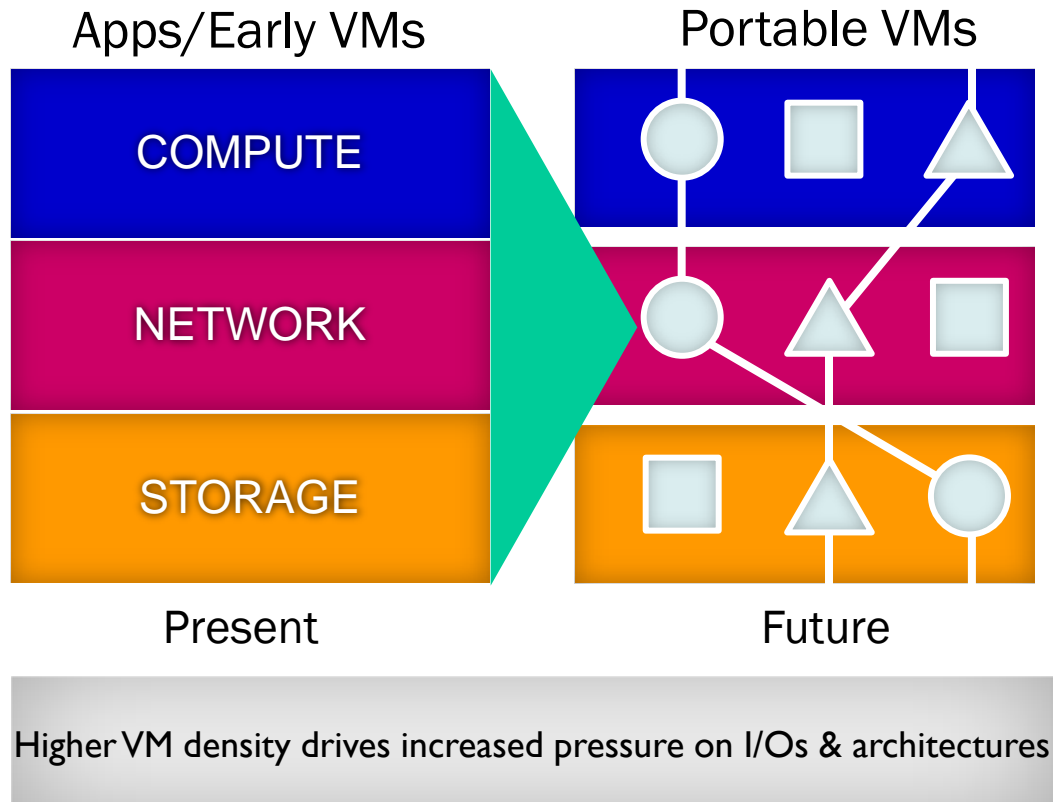 Apps/Early VMs
Portable VMs
COMPUTE
NETWORK
STORAGE
Present
Future
Higher VM density drives increased pressure on I/Os & architectures